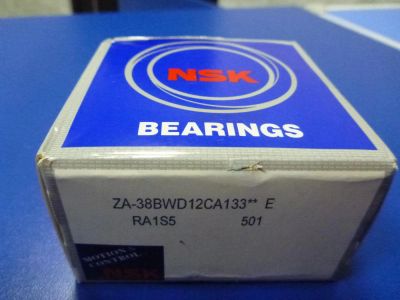 NSK
BEARINGS
ZA-38BWD12CA133** E
RA1S5 501
MOTION &
CONTROL
NSK